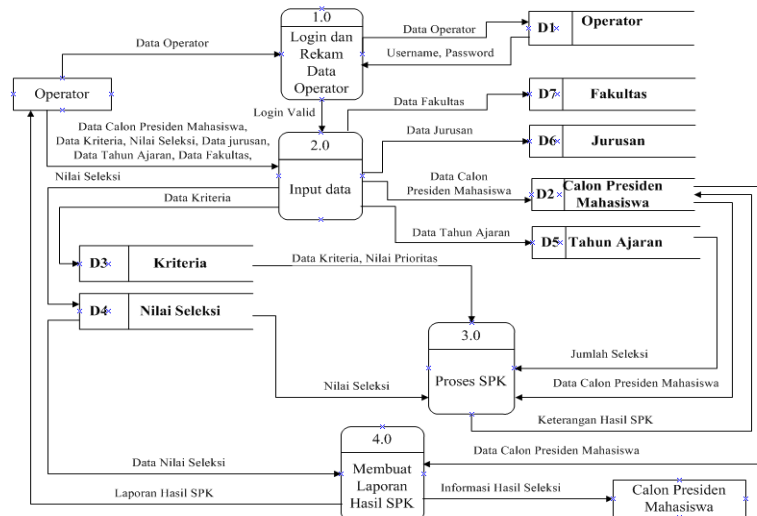 1.0
Login dan
Rekam
Data
Operator
Data Operator
Data Operator
D1 Operator
Username, Password
Operator
Login Valid
Data Fakultas
D7 Fakultas
Data Calon Presiden Mahasiswa,
Data Kriteria, Nilai Seleksi, Data jurusan,
Data Tahun Ajaran, Data Fakultas,
2.0
Input data
Data Jurusan
D6 Jurusan
Nilai Seleksi
Data Calon
Presiden Mahasiswa
D2 Calon Presiden
Mahasiswa
Data Kriteria
Data Tahun Ajaran
D5 Tahun Ajaran
D3 Kriteria
Data Kriteria, Nilai Prioritas
D4 Nilai Seleksi
3.0
Proses SPK
Jumlah Seleksi
Nilai Seleksi
Data Calon Presiden Mahasiswa
Keterangan Hasil SPK
4.0
Membuat
Laporan
Hasil SPK
Data Calon Presiden Mahasiswa
Data Nilai Seleksi
Laporan Hasil SPK
Informasi Hasil Seleksi
Calon Presiden
Mahasiswa